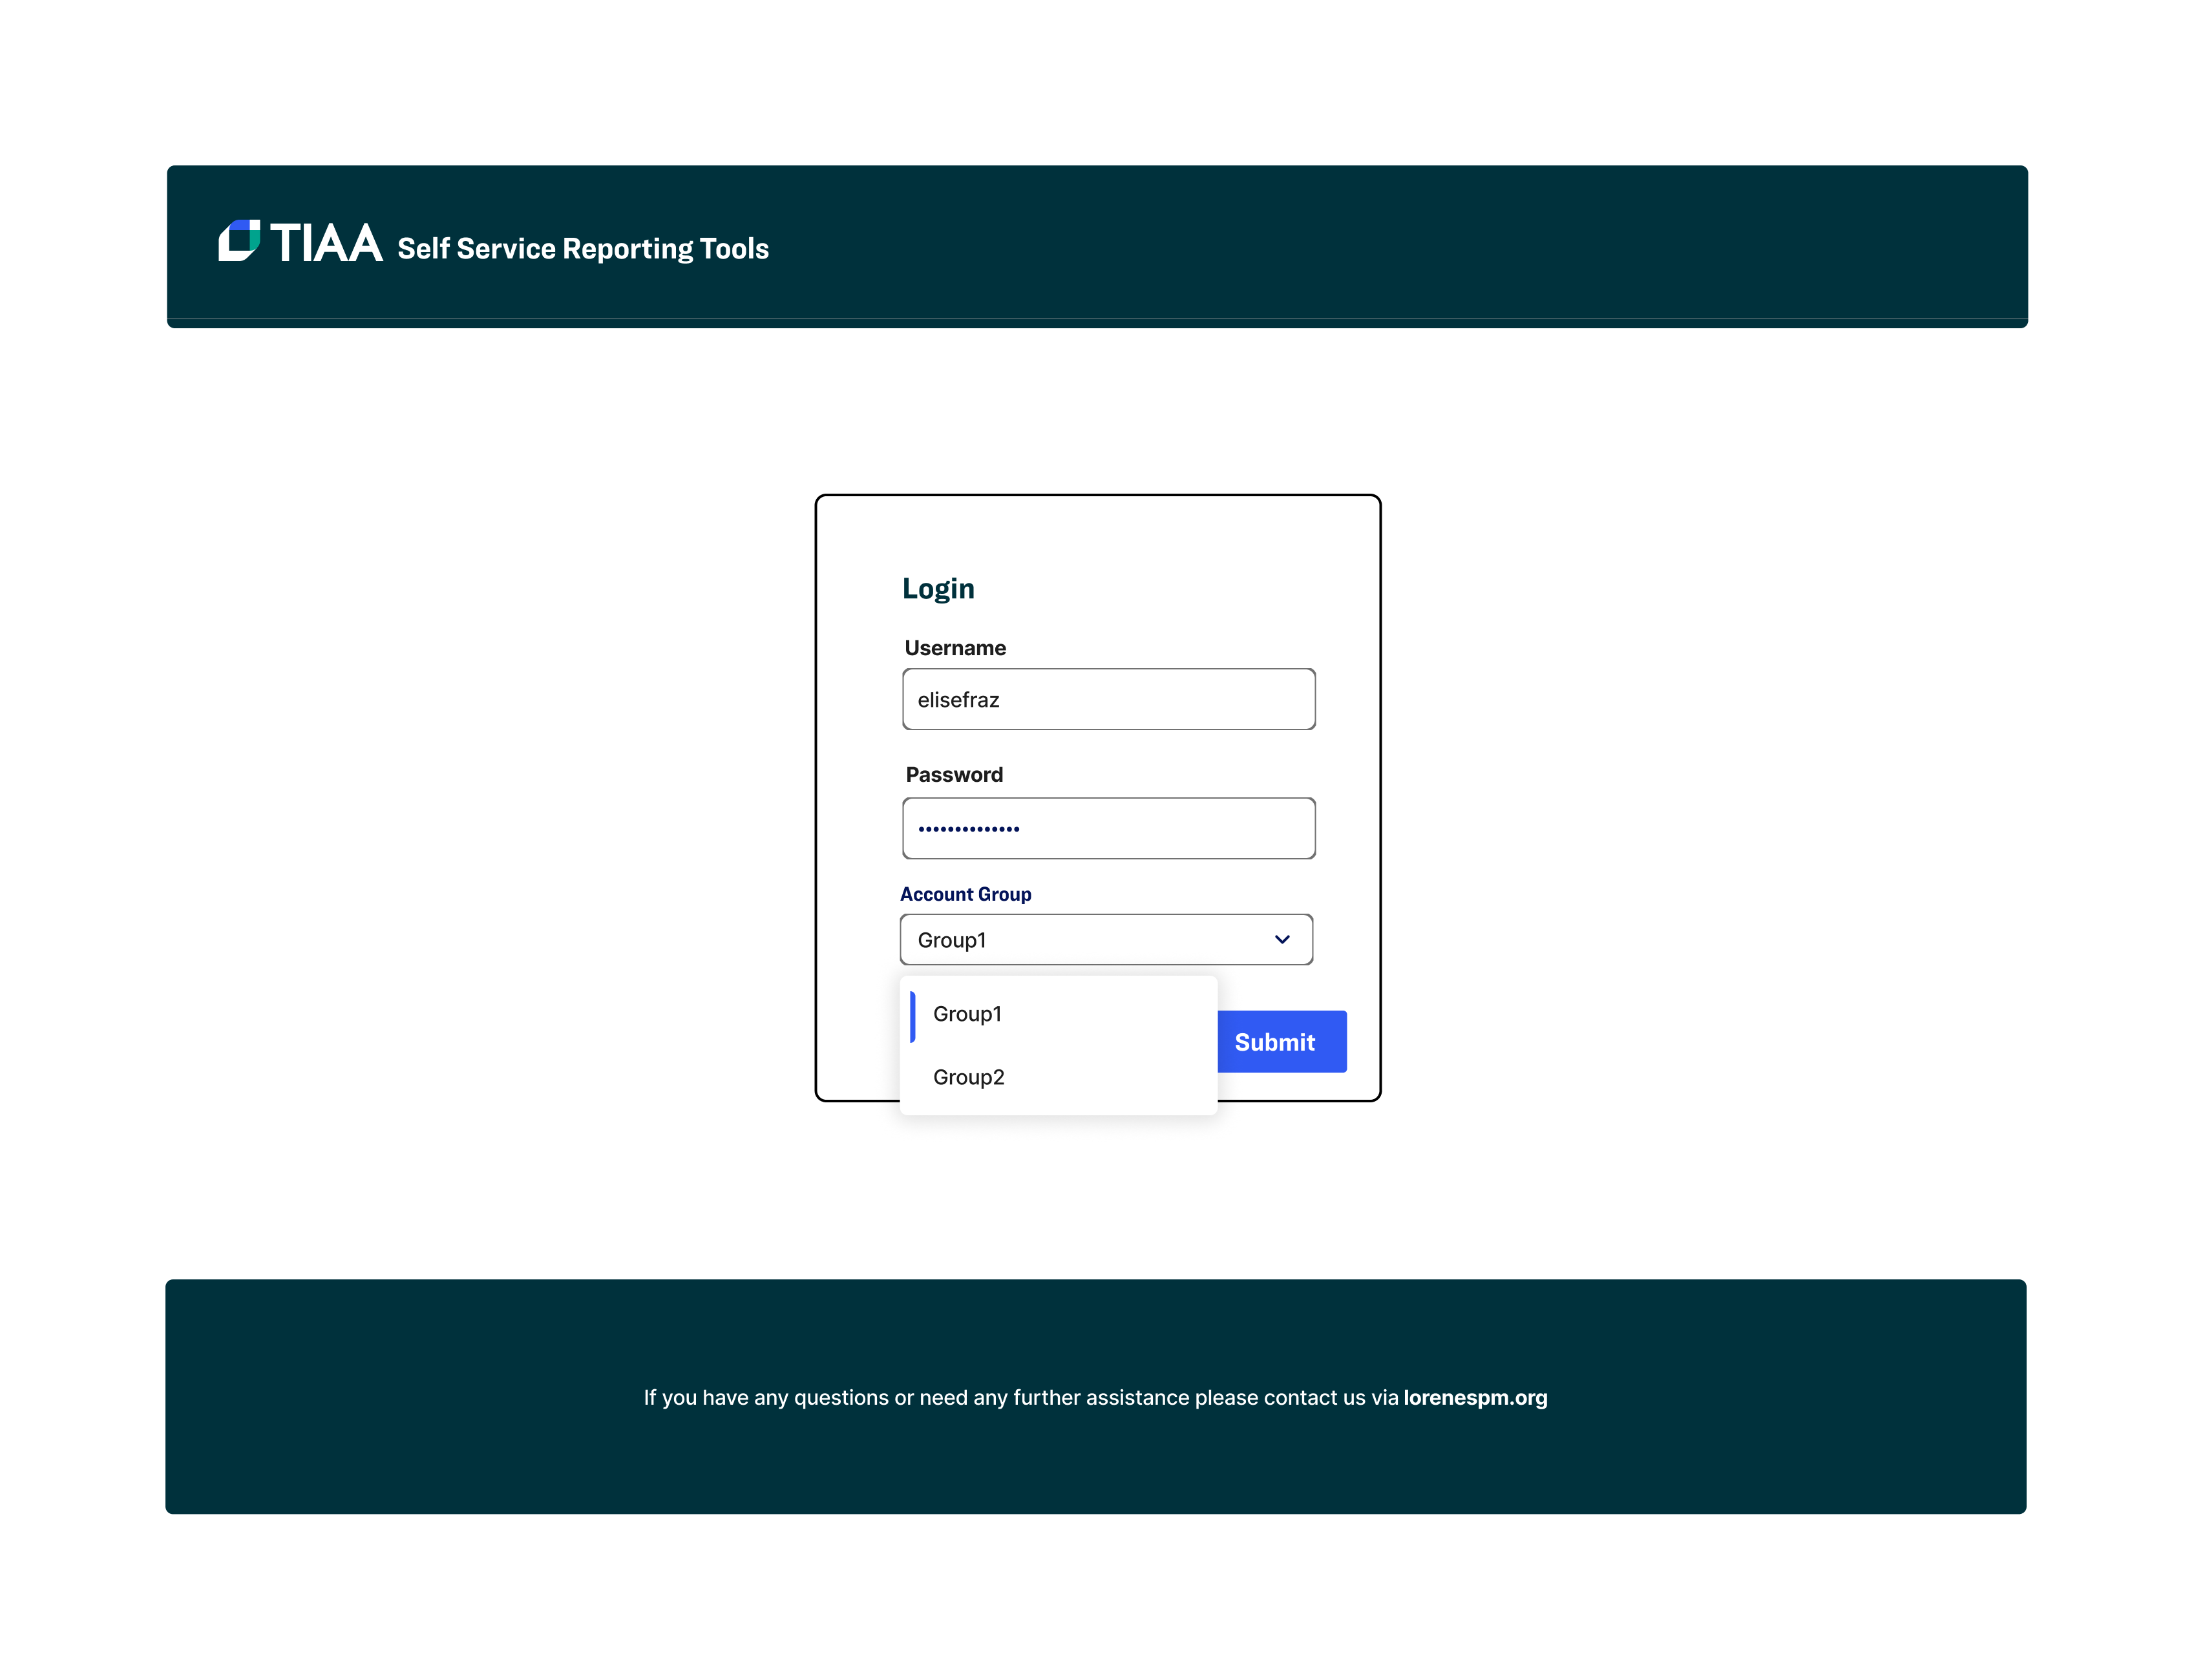 TIAA Self Service Reporting Tools
Login
Username
elisefraz
Password
••••••••••••••
Account Group
Group1
Group1
Group2
Submit
If you have any questions or need any further assistance please contact us via lorenespm.org